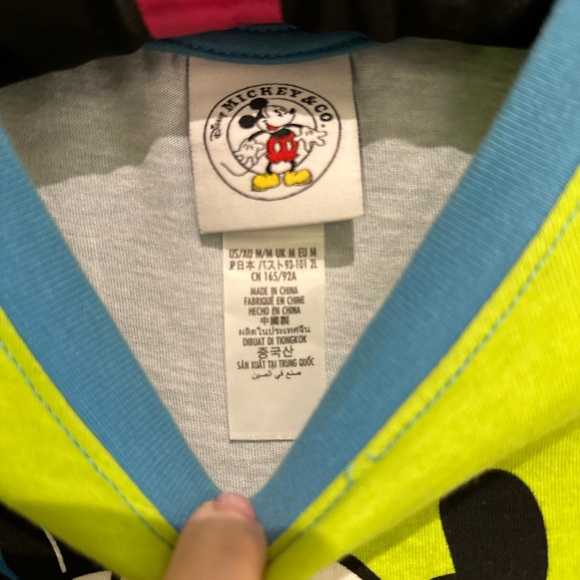 Disney
MICKEY & CO.
US/AU M/M UK M EU M
JP日本 バスト93-101 2L
CN 165/92A
MADE IN CHINA
FABRIQUÉ EN CHINE
HECHO EN CHINA
中國製
ผลิตในประเทศจีน
DIBUAT DI TIONGKOK
중국산
SẢN XUẤT TẠI TRUNG QUỐC
صنع في الصين